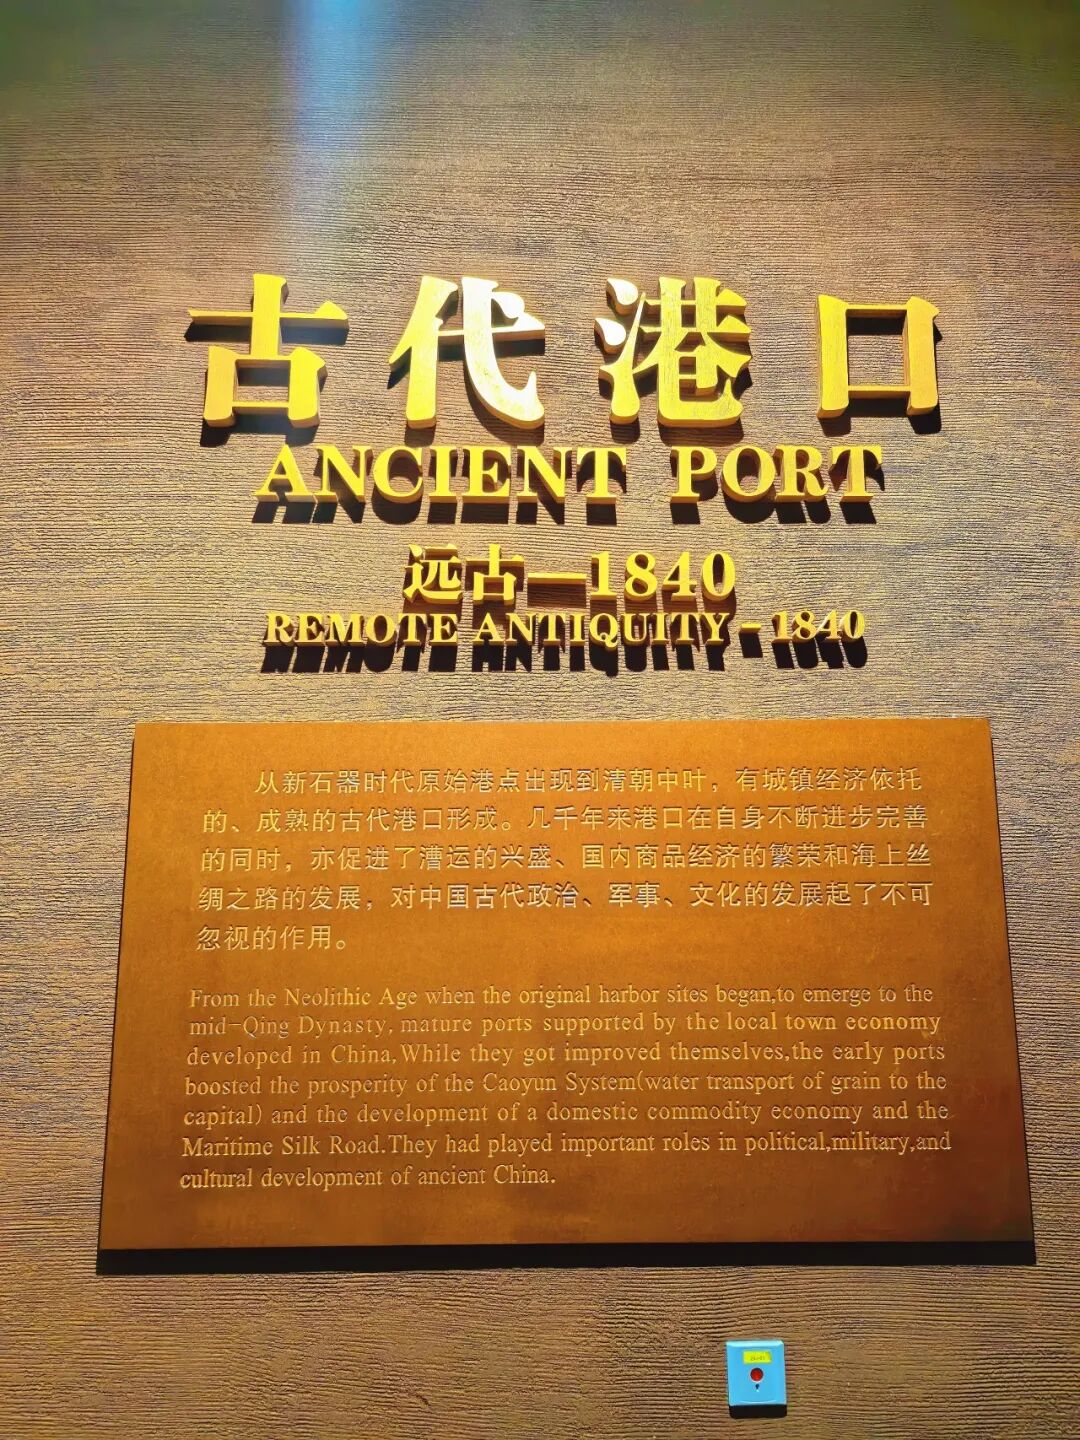 古代港口
ANCIENT PORT
远古—1840
REMOTE ANTIQUITY - 1840
从新石器时代原始港点出现到清朝中叶，有城镇经济依托
的、成熟的古代港口形成。几千年来港口在自身不断进步完善
的同时，亦促进了漕运的兴盛、国内商品经济的繁荣和海上丝
绸之路的发展，对中国古代政治、军事、文化的发展起了不可
忽视的作用。
From the Neolithic Age when the original harbor sites began,to emerge to the
mid-Qing Dynasty, mature ports supported by the local town economy
developed in China,While they got improved themselves,the early ports
boosted the prosperity of the Caoyun System(water transport of grain to the
capital) and the development of a domestic commodity economy and the
Maritime Silk Road.They had played important roles in political,military,and
cultural development of ancient China.